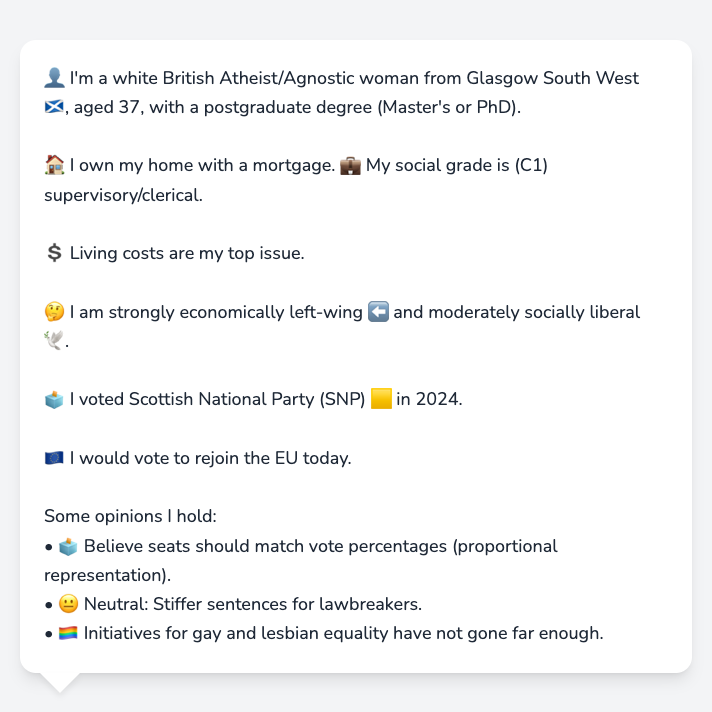 👤 I'm a white British Atheist/Agnostic woman from Glasgow South West
🏴󠁧󠁢󠁳󠁣󠁴󠁿, aged 37, with a postgraduate degree (Master's or PhD).
🏠 I own my home with a mortgage. 💼 My social grade is (C1)
supervisory/clerical.
💲 Living costs are my top issue.
🤔 I am strongly economically left-wing ⬅️ and moderately socially liberal
🕊️.
🗳️ I voted Scottish National Party (SNP) 🟨 in 2024.
🇪🇺 I would vote to rejoin the EU today.
Some opinions I hold:
• 🗳️ Believe seats should match vote percentages (proportional
representation).
• 😐 Neutral: Stiffer sentences for lawbreakers.
• 🏳️‍🌈 Initiatives for gay and lesbian equality have not gone far enough.